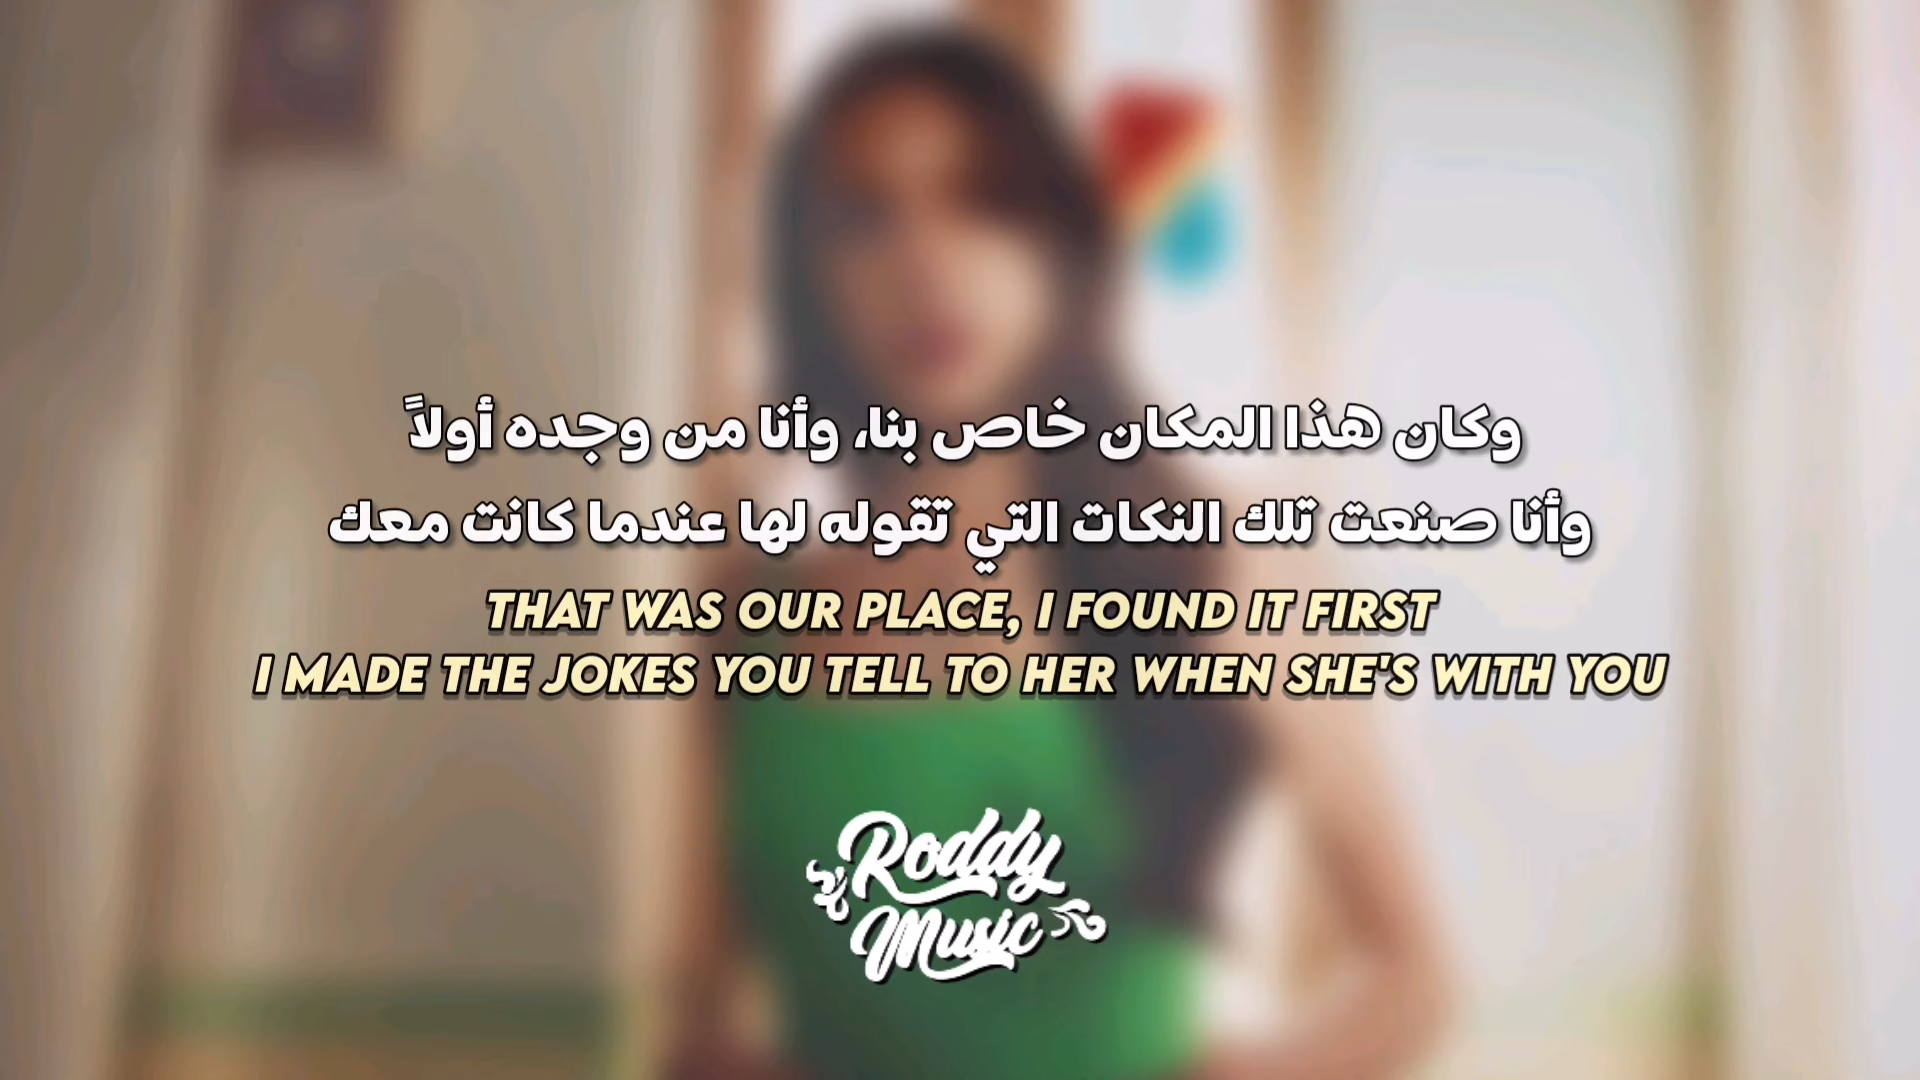 وكان هذا المكان خاص بنا، وأنا من وجده أولاً
وأنا صنعت تلك النكات التي تقوله لها عندما كانت معك
THAT WAS OUR PLACE, I FOUND IT FIRST
I MADE THE JOKES YOU TELL TO HER WHEN SHE'S WITH YOU
Roddy
Music